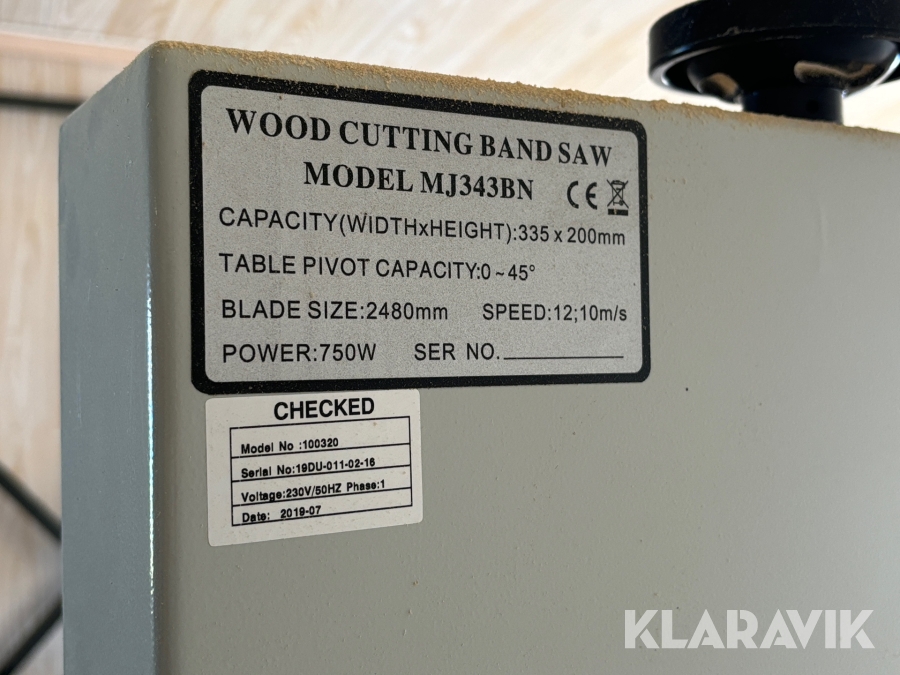 WOOD CUTTING BAND SAW
MODEL MJ343BN CE
CAPACITY(WIDTHxHEIGHT):335 x 200mm
TABLE PIVOT CAPACITY:0~45°
BLADE SIZE:2480mm SPEED:12;10m/s
POWER:750W SER NO.
CHECKED
Model No :100320
Serial No:19DU-011-02-16
Voltage:230V/50HZ Phase:1
Date: 2019-07
KLARAVIK